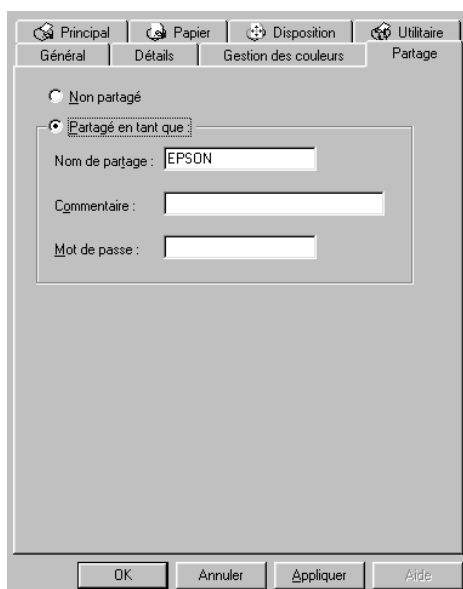 Principal Papier Disposition Utilitaire
Général Détails Gestion des couleurs Partage
Non partagé
Partagé en tant que :
Nom de partage : EPSON
Commentaire :
Mot de passe :
OK Annuler Appliquer Aide